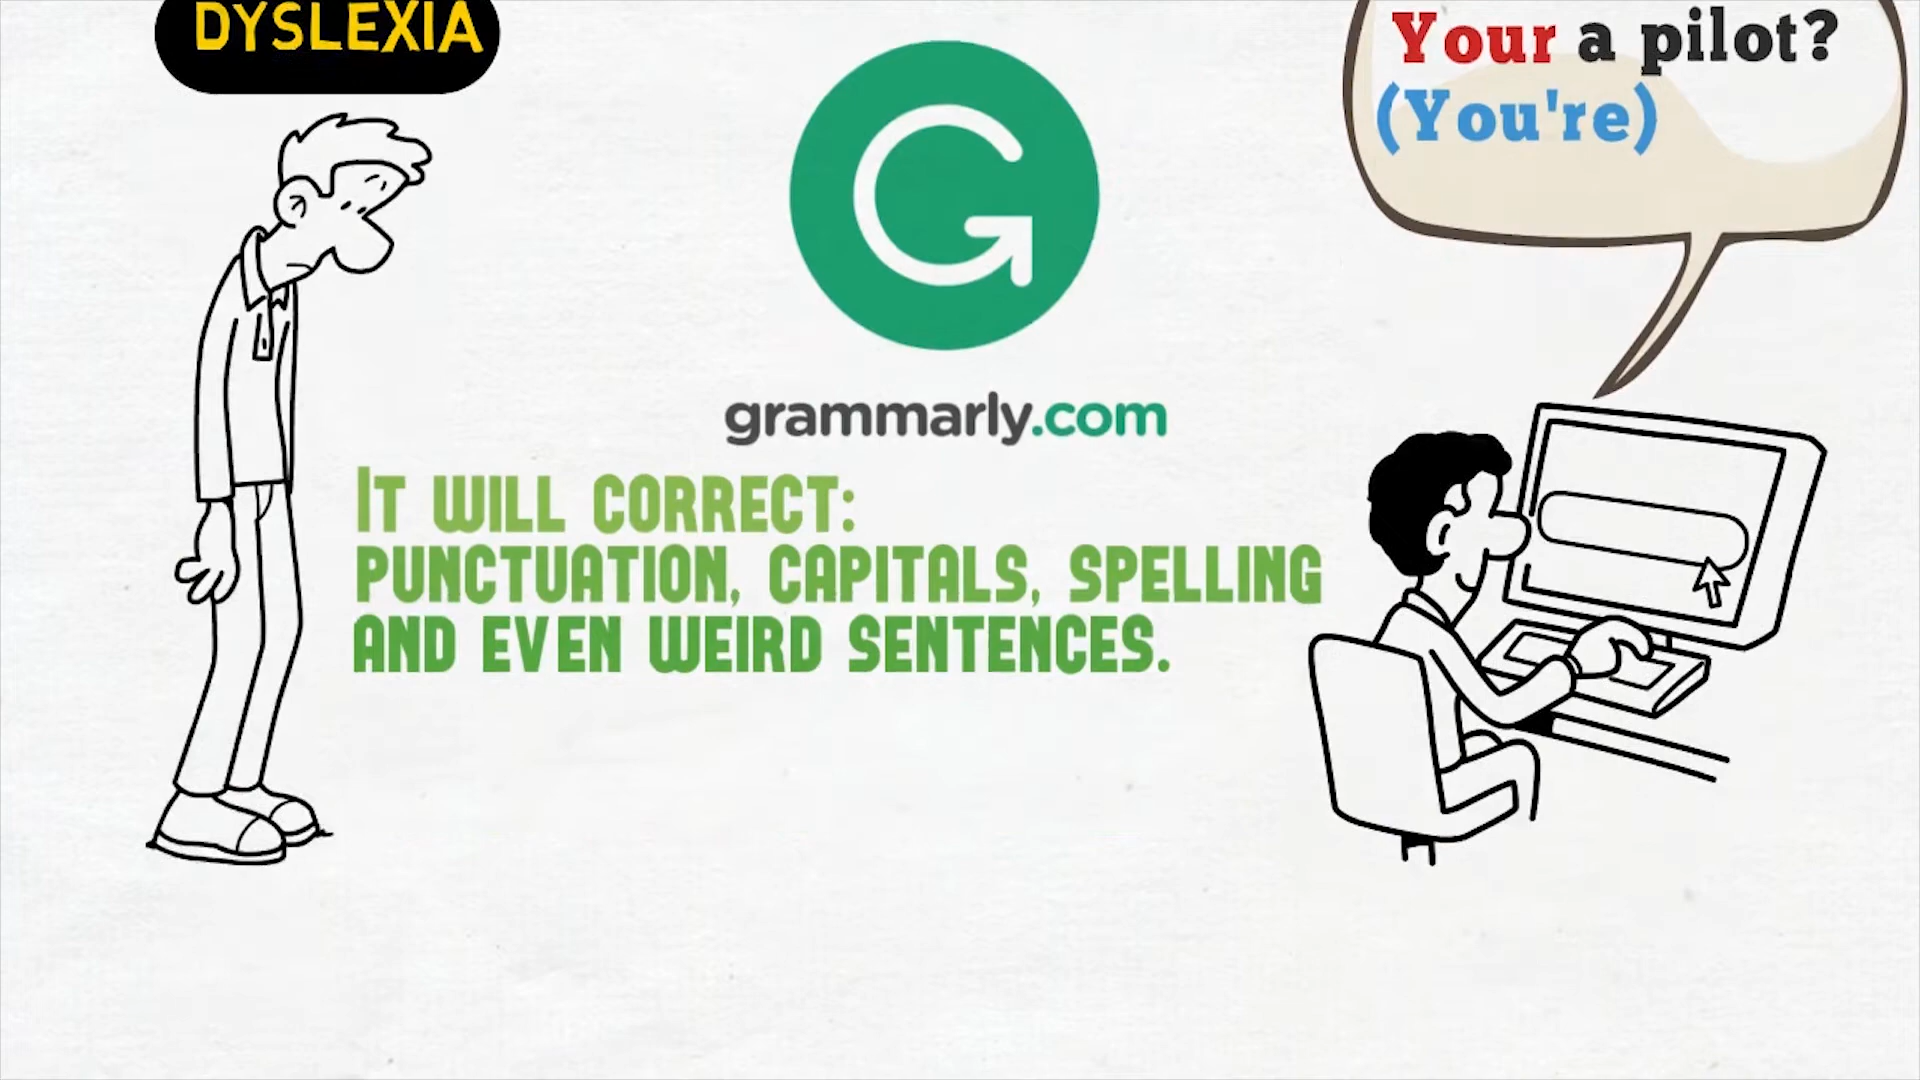 DYSLEXIA
Your a pilot?
(You're)
G
grammarly.com
It will correct:
punctuation, capitals, spelling
and even weird sentences.